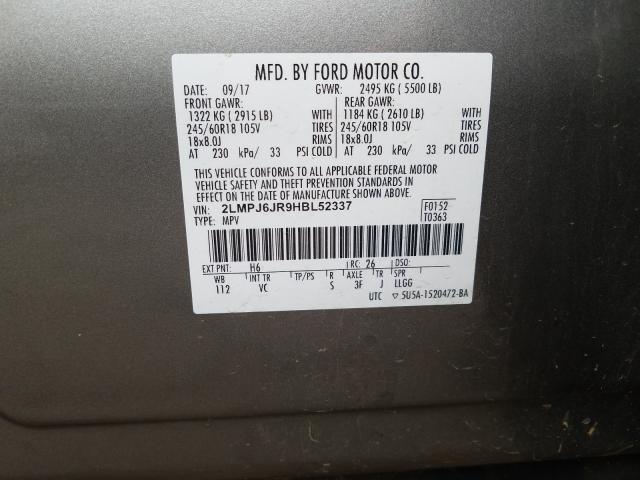 MFD. BY FORD MOTOR CO.
DATE: 09/17 GVWR: 2495 KG ( 5500 LB)
FRONT GAWR: REAR GAWR:
1322 KG ( 2915 LB) WITH 1184 KG ( 2610 LB) WITH
245/60R18 105V TIRES 245/60R18 105V TIRES
18x8.0J RIMS 18x8.0J RIMS
AT 230 kPa/ 33 PSI COLD AT 230 kPa/ 33 PSI COLD
THIS VEHICLE CONFORMS TO ALL APPLICABLE FEDERAL MOTOR
VEHICLE SAFETY AND THEFT PREVENTION STANDARDS IN
EFFECT ON THE DATE OF MANUFACTURE SHOWN ABOVE.
VIN: 2LMPJ6JR9HBL52337 F0152
TYPE: MPV T0363
EXT PNT: H6 RC: 26 DSO:
WB INT TR TP/PS R AXLE TR SPR
112 VC S 3F J LLGG
UTC ▽ 5U5A-1520472-BA